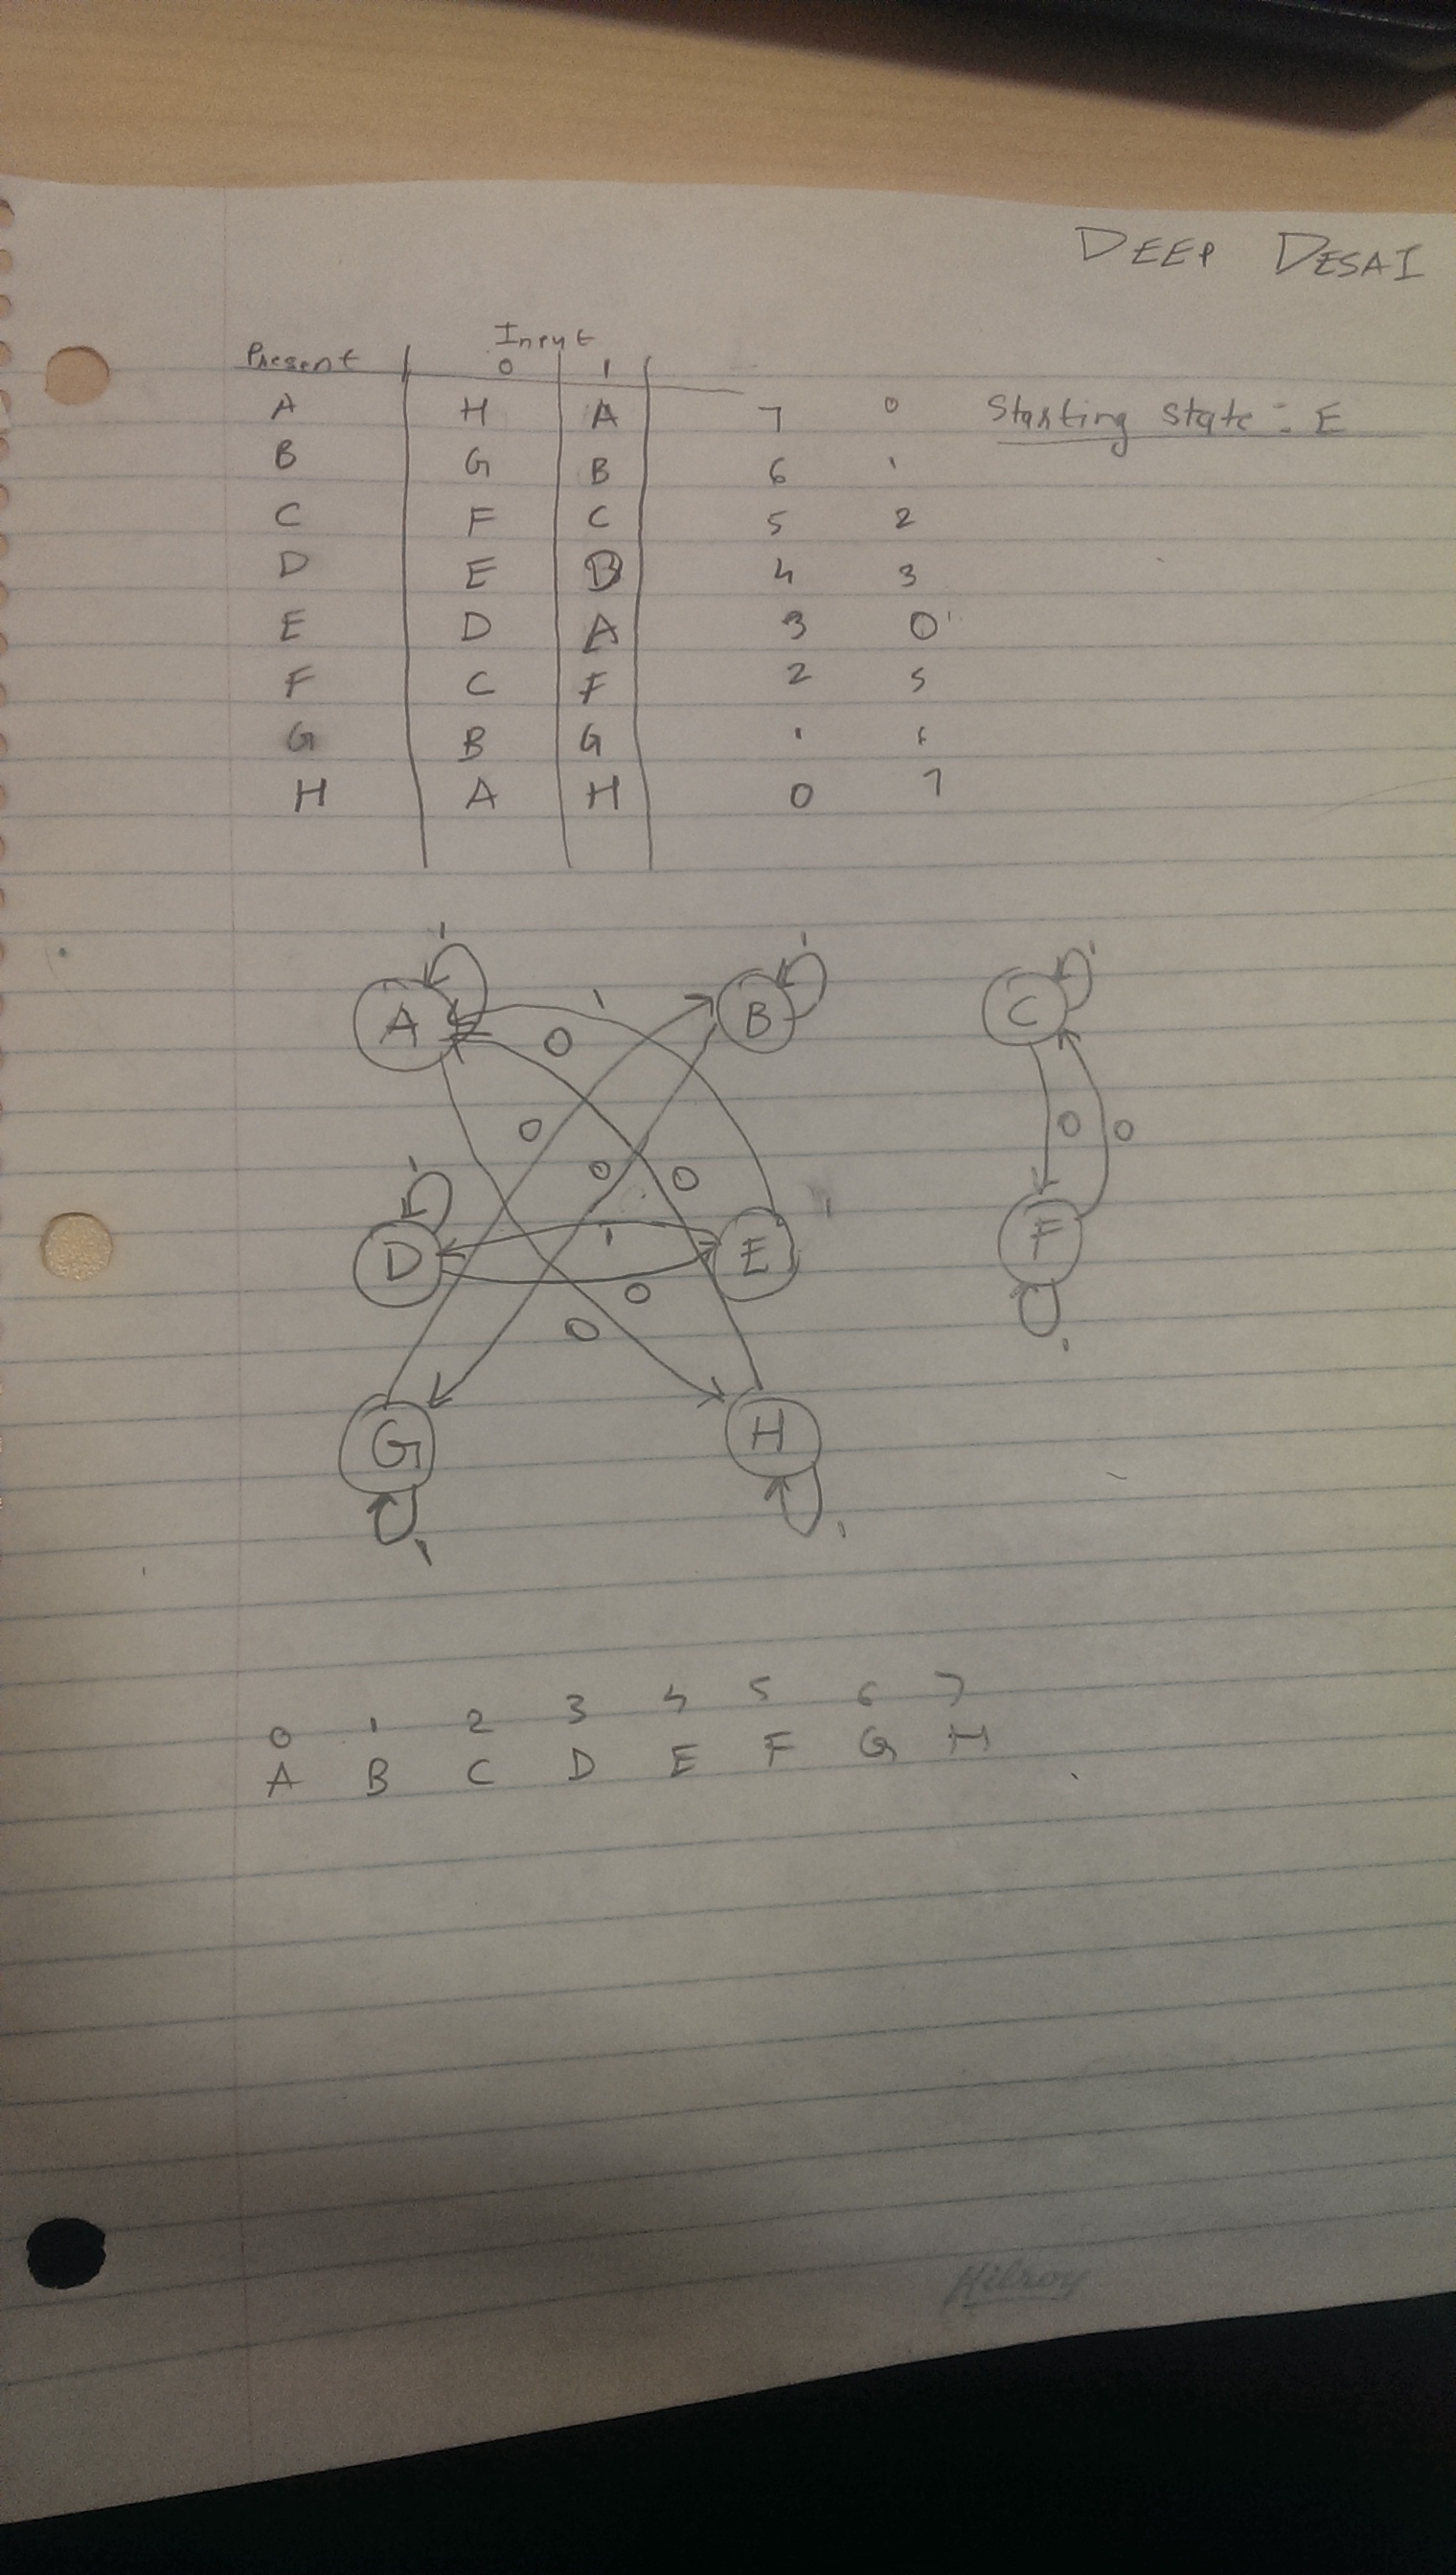 DEEP DESAI
Input
Present 0 1
A H A 7 0 Starting state: E
B G B 6 1
C F C 5 2
D E D 4 3
E D A 3 0
F C F 2 5
G B G 1 6
H A H 0 7
1 1 1
A B C
1
0
0
0 0 0 0
1
D E F
1
0
0
1
G H
1 1
0 1 2 3 4 5 6 7
A B C D E F G H
Hilroy